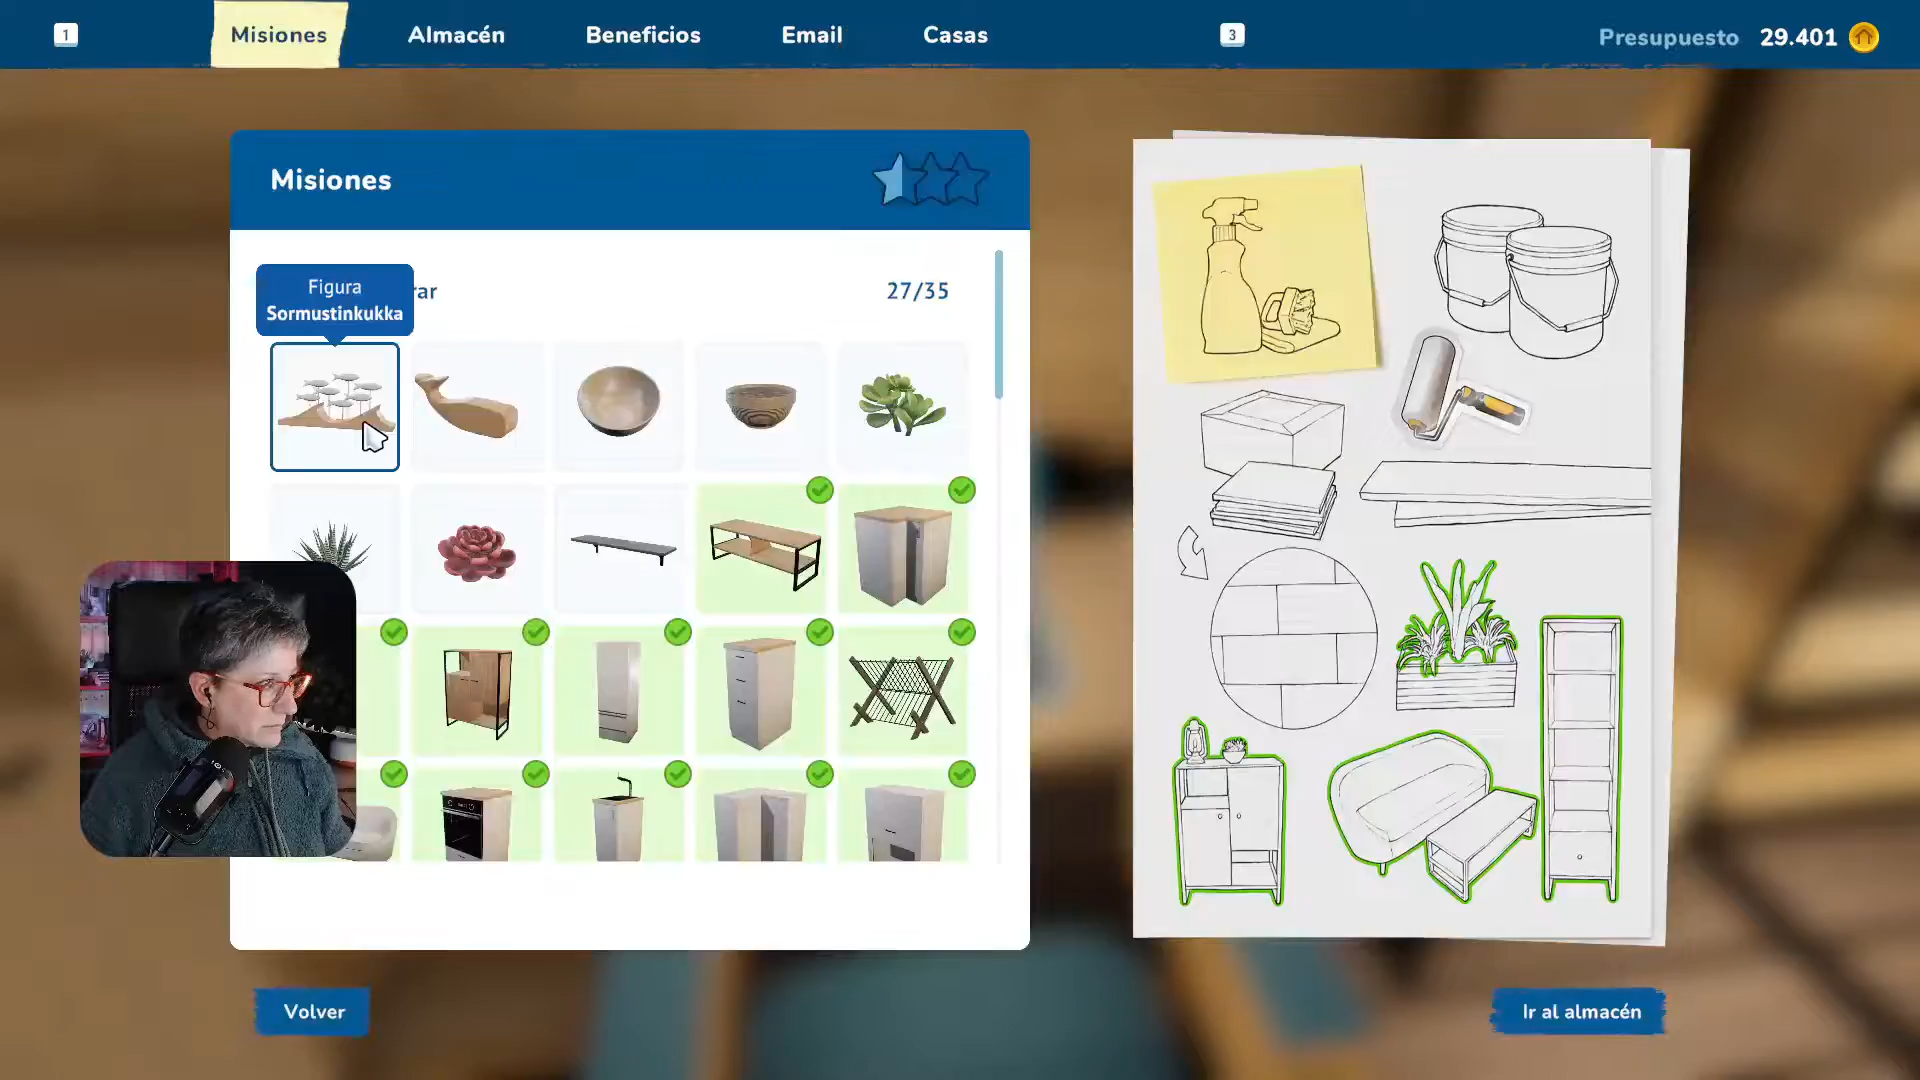 1
Misiones
Almacén
Beneficios
Email
Casas
3
Presupuesto
29.401
Misiones
Figura
Sormustinkukka
rar
27/35
Volver
Ir al almacén